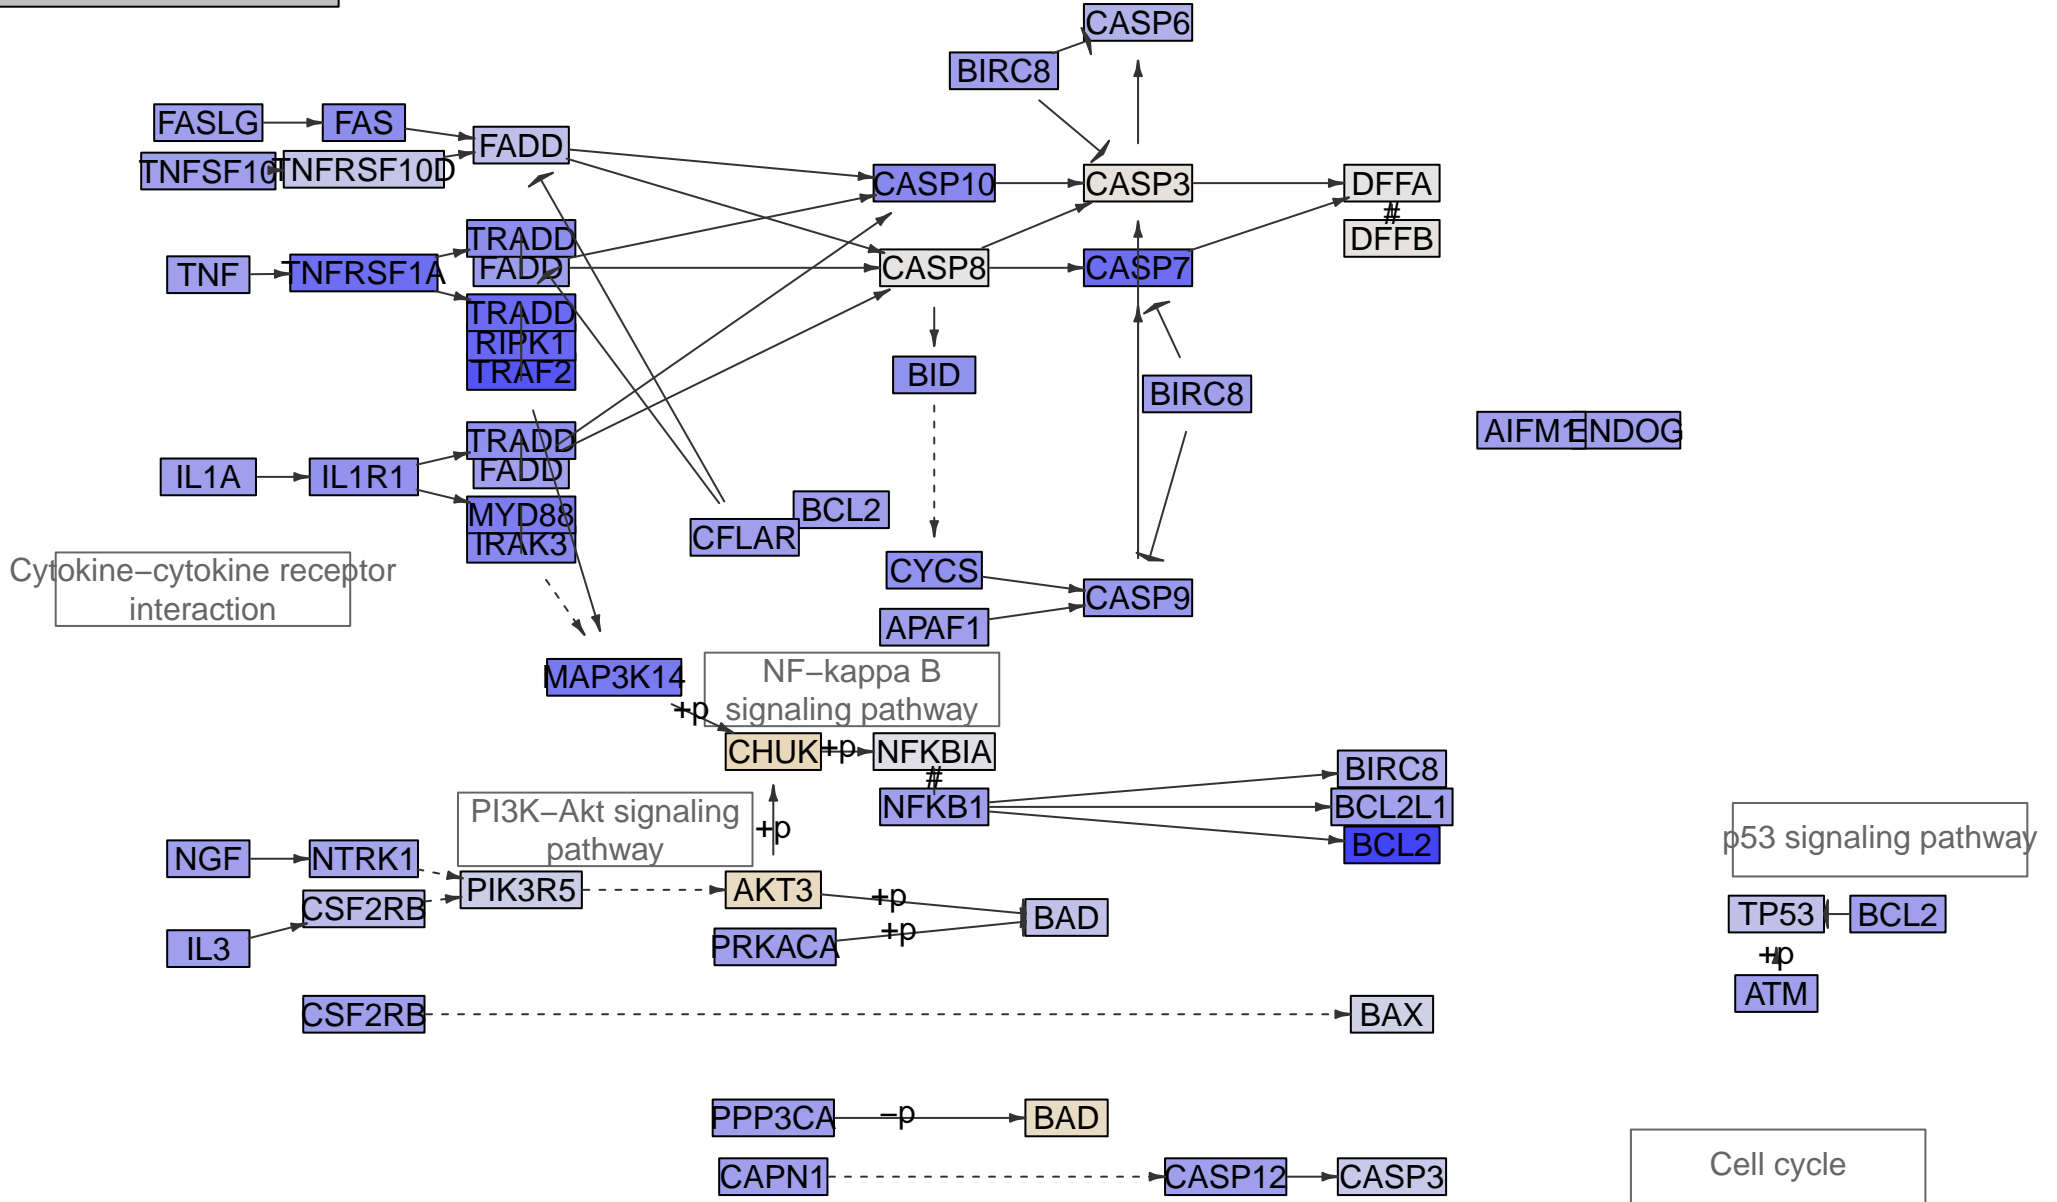 CASP6
BIRC8
FASLG
FAS
FADD
TNFSF10
TNFRSF10D
CASP10
CASP3
DFFA
#
DFFB
TRADD
FADD
TNF
TNFRSF1A
CASP8
CASP7
TRADD
RIPK1
TRAF2
BID
BIRC8
TRADD
FADD
IL1A
IL1R1
AIFM1
ENDOG
MYD88
IRAK3
BCL2
CFLAR
Cytokine−cytokine receptor
interaction
CYCS
CASP9
APAF1
MAP3K14
NF−kappa B
signaling pathway
+p
CHUK
+p
NFKBIA
#
NFKB1
BIRC8
BCL2L1
BCL2
PI3K−Akt signaling
pathway
+p
p53 signaling pathway
NGF
NTRK1
PIK3R5
AKT3
+p
CSF2RB
BAD
TP53
BCL2
IL3
PRKACA
+p
+p
ATM
CSF2RB
BAX
PPP3CA
−p
BAD
CAPN1
CASP12
CASP3
Cell cycle